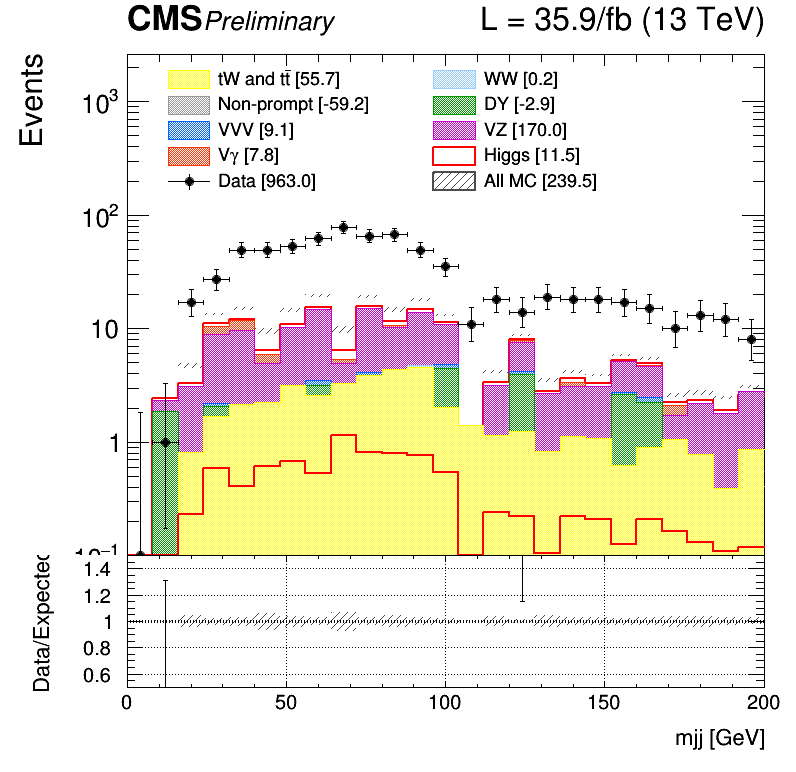 CMS Preliminary L = 35.9/fb (13 TeV)
Events
10³
10²
10
1
10⁻¹
tW and tt̄ [55.7]
WW [0.2]
Non-prompt [-59.2]
DY [-2.9]
VVV [9.1]
VZ [170.0]
Vγ [7.8]
Higgs [11.5]
Data [963.0]
All MC [239.5]
Data/Expected
1.4
1.2
1
0.8
0.6
0 50 100 150 200
mjj [GeV]